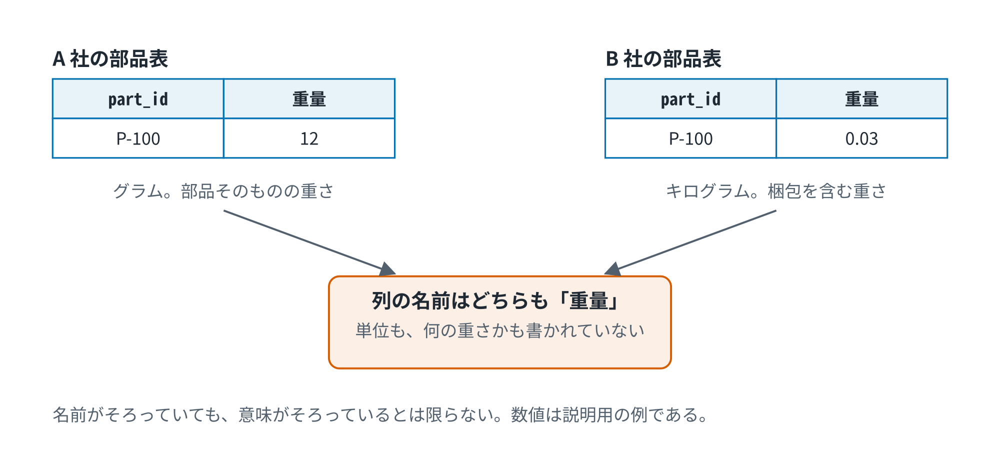 A 社の部品表
part_id 重量
P-100 12
グラム。部品そのものの重さ
B 社の部品表
part_id 重量
P-100 0.03
キログラム。梱包を含む重さ
列の名前はどちらも「重量」
単位も、何の重さかも書かれていない
名前がそろっていても、意味がそろっているとは限らない。数値は説明用の例である。